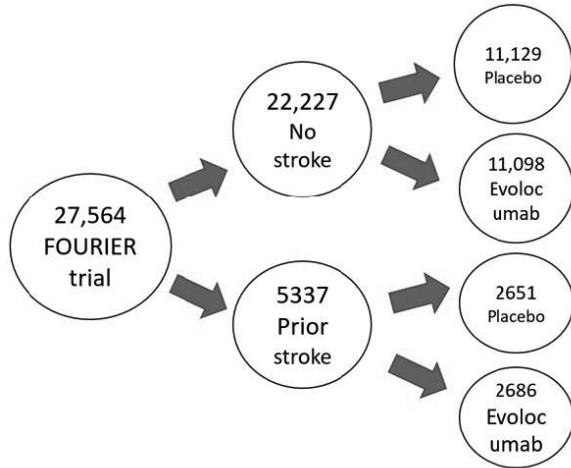 27,564
FOURIER
trial
22,227
No
stroke
5337
Prior
stroke
11,129
Placebo
11,098
Evoloc
umab
2651
Placebo
2686
Evoloc
umab